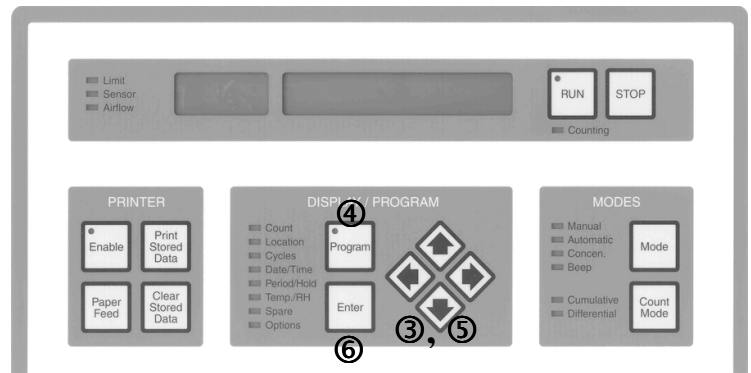 Limit
Sensor
Airflow
RUN
STOP
Counting
PRINTER
Enable
Print
Stored
Data
Paper
Feed
Clear
Stored
Data
DISPLAY / PROGRAM
④
Count
Location
Cycles
Date/Time
Period/Hold
Temp./RH
Spare
Options
Program
Enter
③, ⑤
⑥
MODES
Manual
Automatic
Concen.
Beep
Cumulative
Differential
Mode
Count
Mode